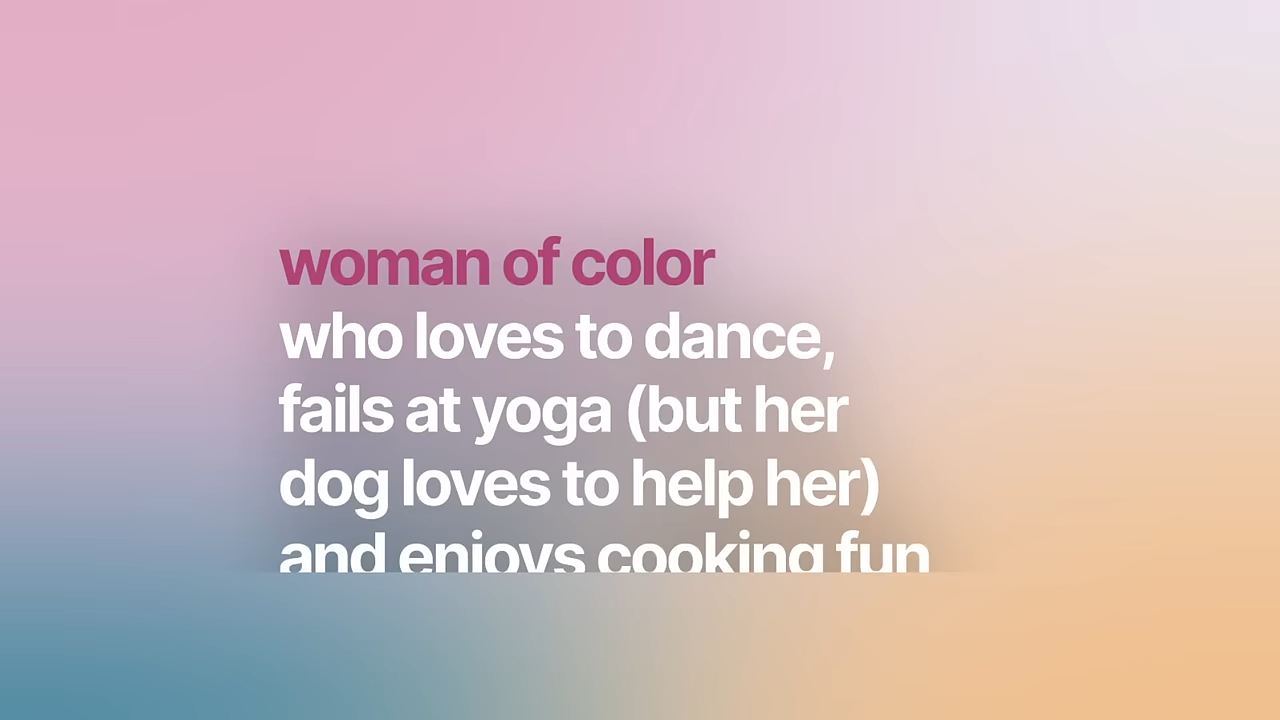 woman of color
who loves to dance,
fails at yoga (but her
dog loves to help her)
and enjoys cooking fun